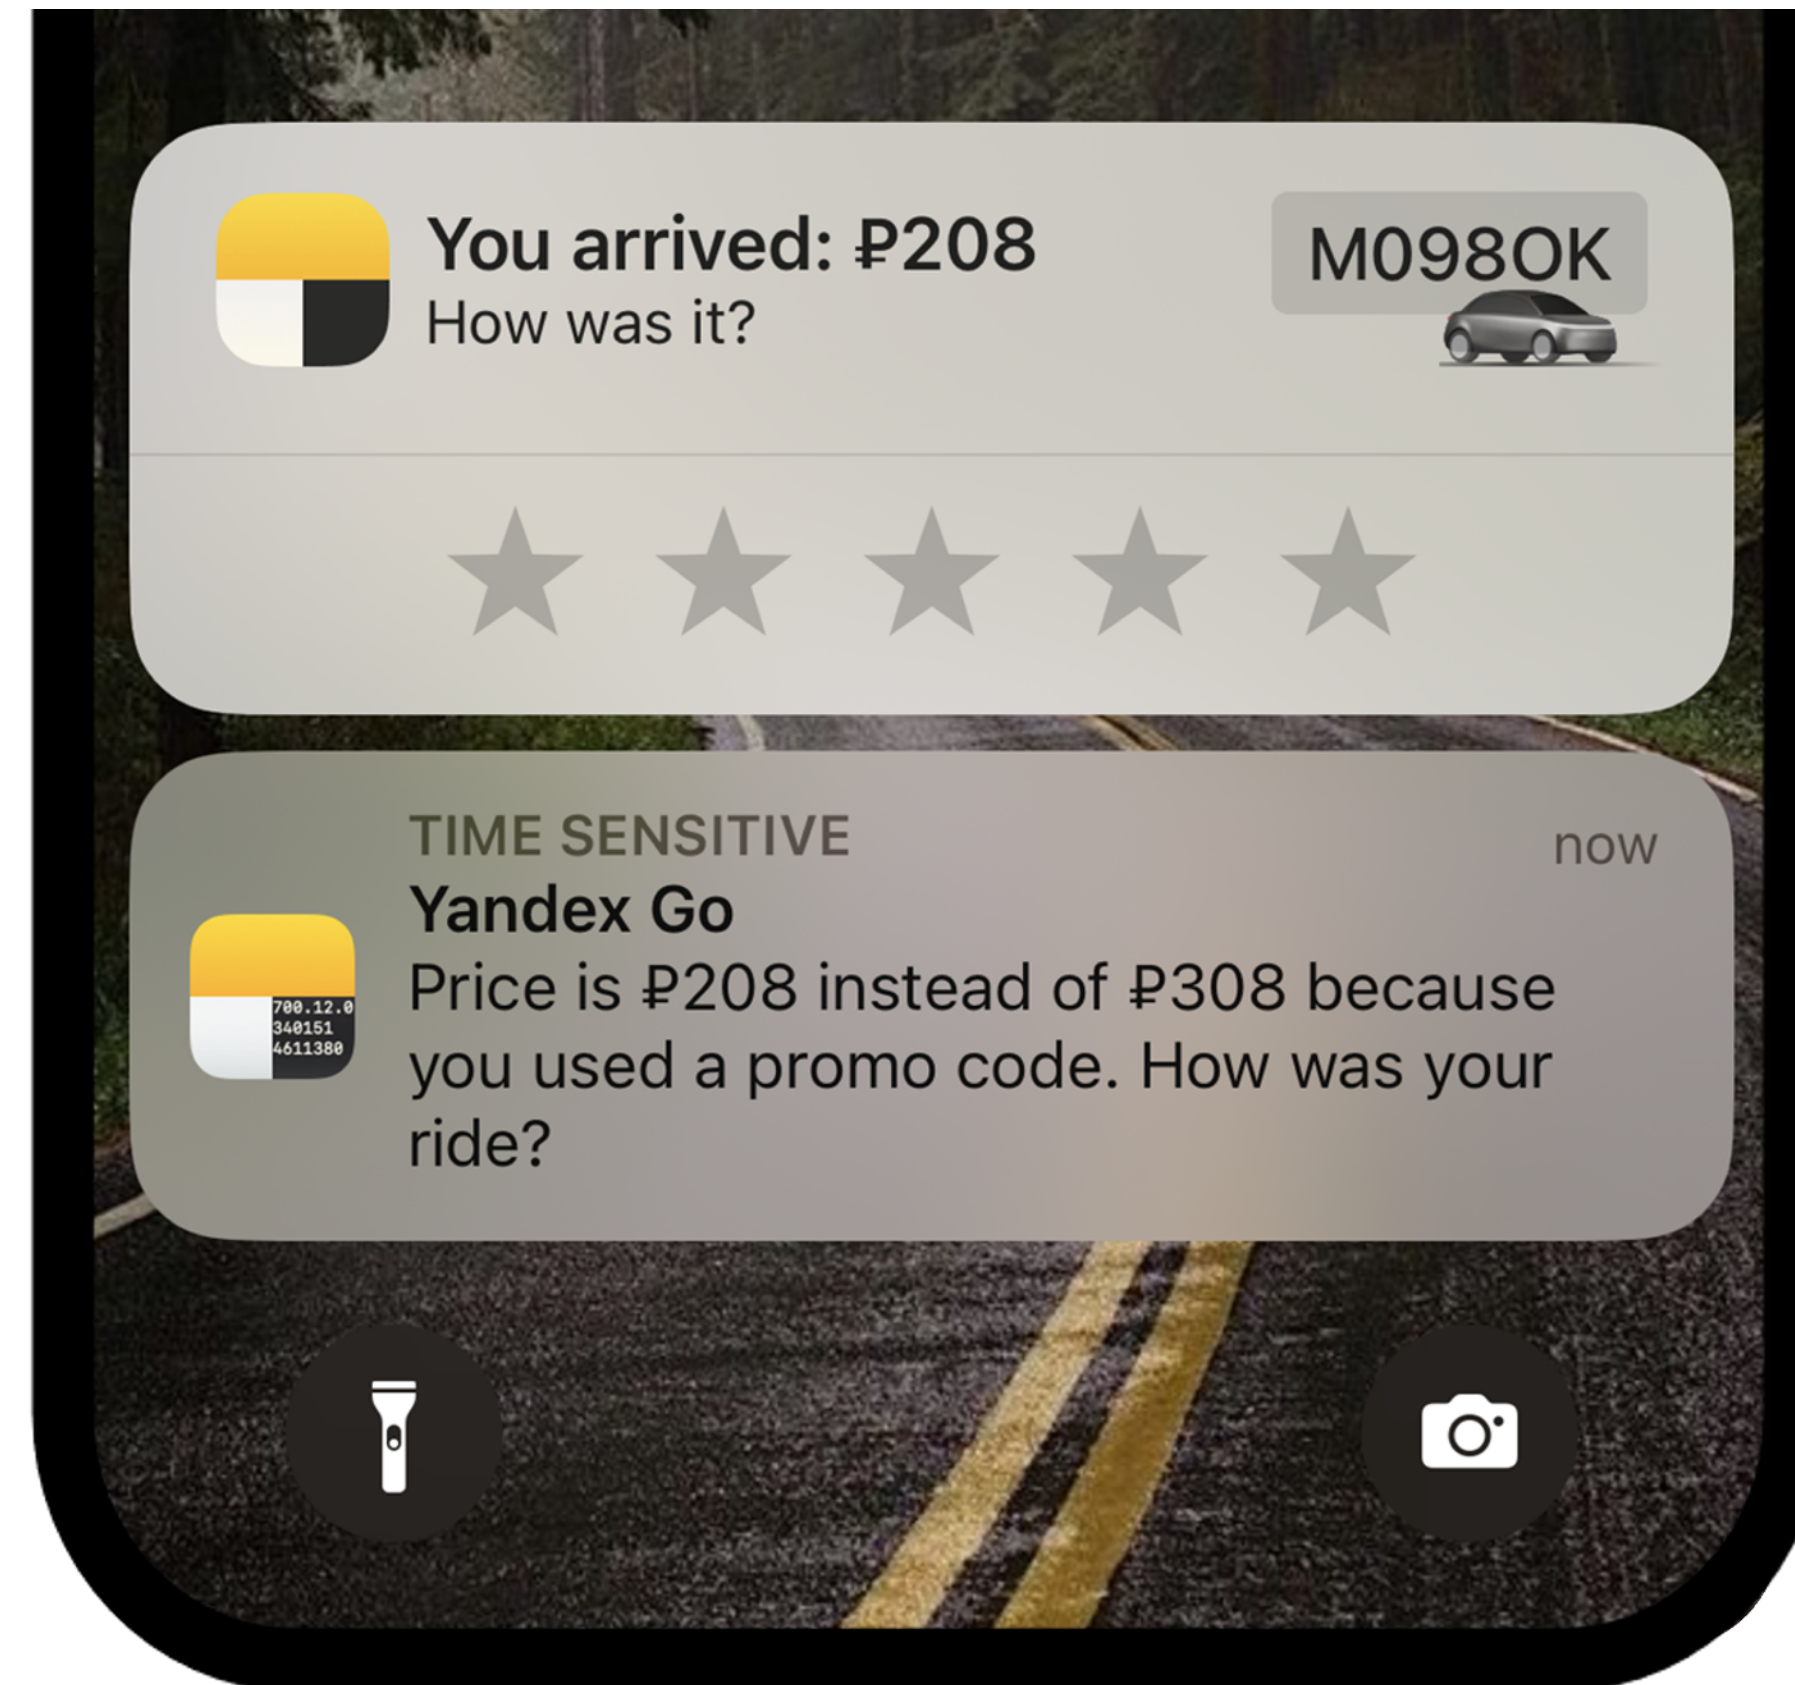 You arrived: ₽208
M098OK
How was it?
TIME SENSITIVE
now
Yandex Go
Price is ₽208 instead of ₽308 because
you used a promo code. How was your
ride?
700.12.0
340151
4611380